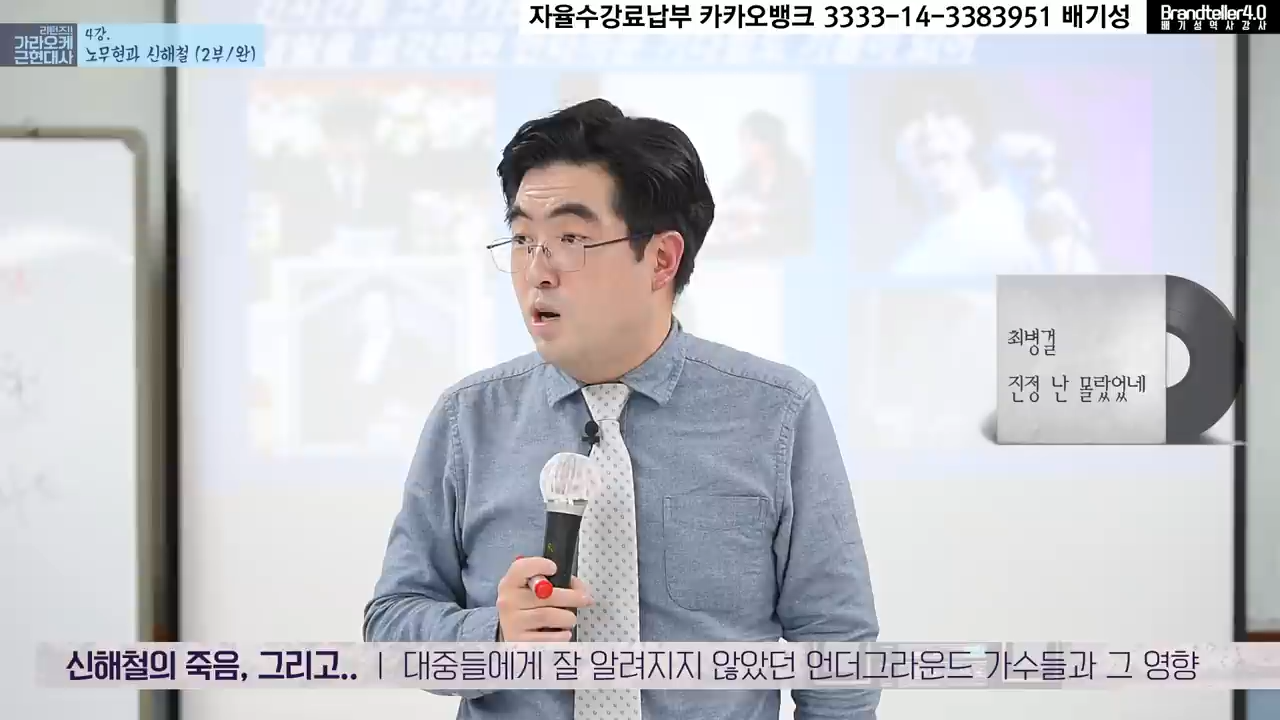 자율수강료납부 카카오뱅크 3333-14-3383951 배기성
Brandteller4.0
배기성역사강사
리턴즈!!
가라오케
근현대사
4강.
노무현과 신해철 (2부/완)
최병걸
진정 난 몰랐었네
신해철의 죽음, 그리고.. | 대중들에게 잘 알려지지 않았던 언더그라운드 가수들과 그 영향